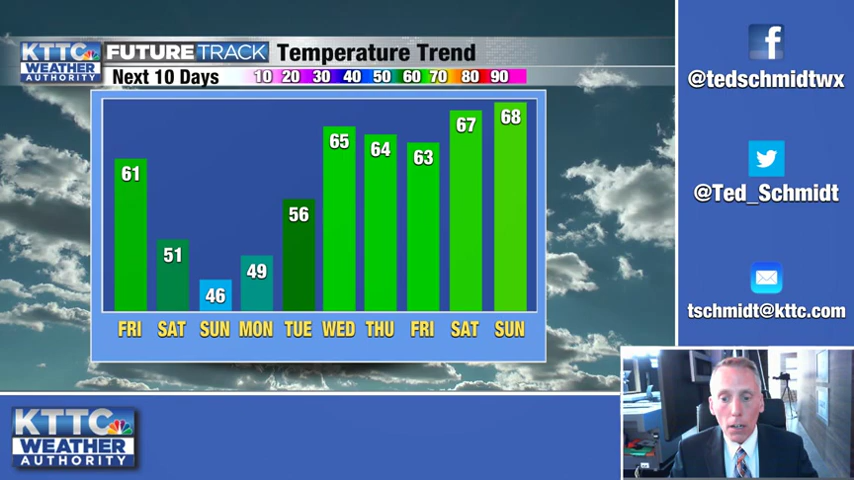 KTTC
WEATHER
AUTHORITY
FUTURETRACK Temperature Trend
Next 10 Days
10 20 30 40 50 60 70 80 90
61 51 46 49 56 65 64 63 67 68
FRI SAT SUN MON TUE WED THU FRI SAT SUN
f
@tedschmidtwx
@Ted_Schmidt
tschmidt@kttc.com
KTTC
WEATHER
AUTHORITY